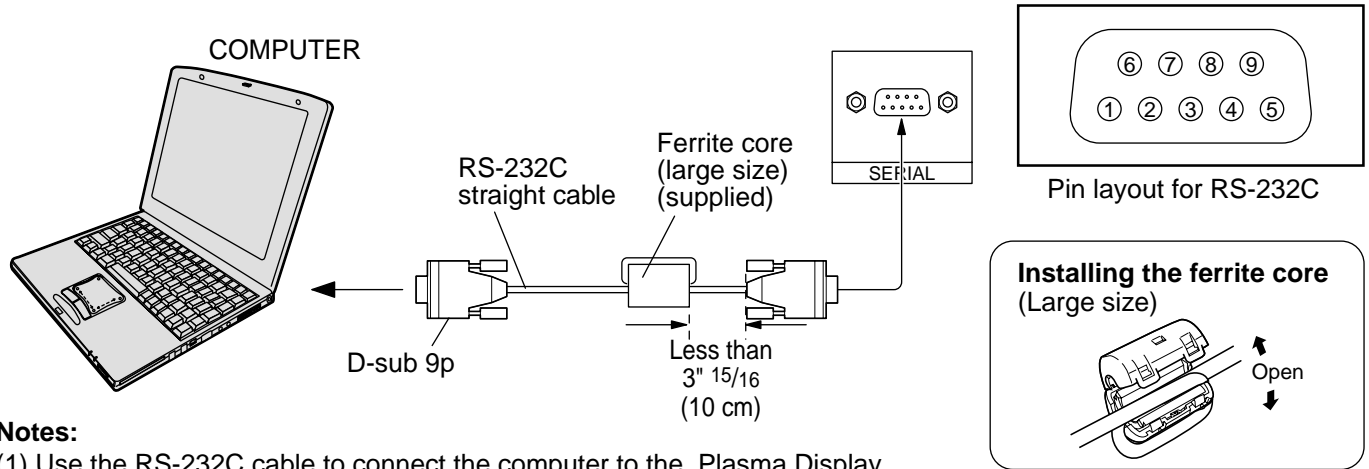 COMPUTER
RS-232C
straight cable
Ferrite core
(large size)
(supplied)
D-sub 9p
Less than
3" 15/16
(10 cm)
SERIAL
⑥ ⑦ ⑧ ⑨
① ② ③ ④ ⑤
Pin layout for RS-232C
Installing the ferrite core
(Large size)
Open
Notes:
(1) Use the RS-232C cable to connect the computer to the Plasma Display